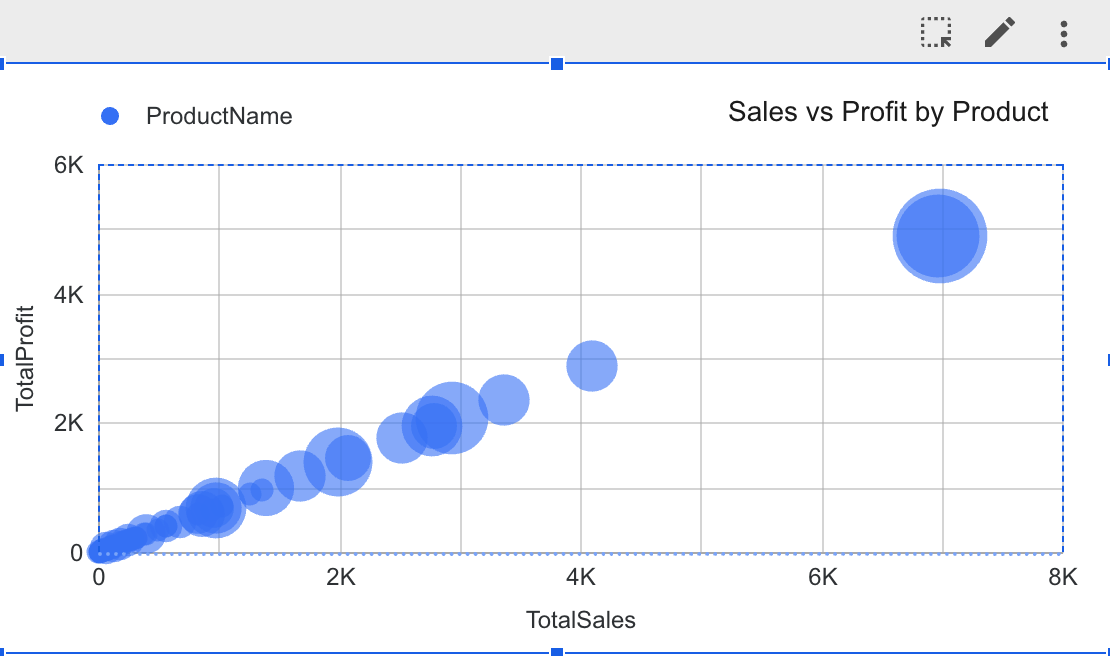 ProductName
Sales vs Profit by Product
6K
4K
2K
0
TotalProfit
0 2K 4K 6K 8K
TotalSales